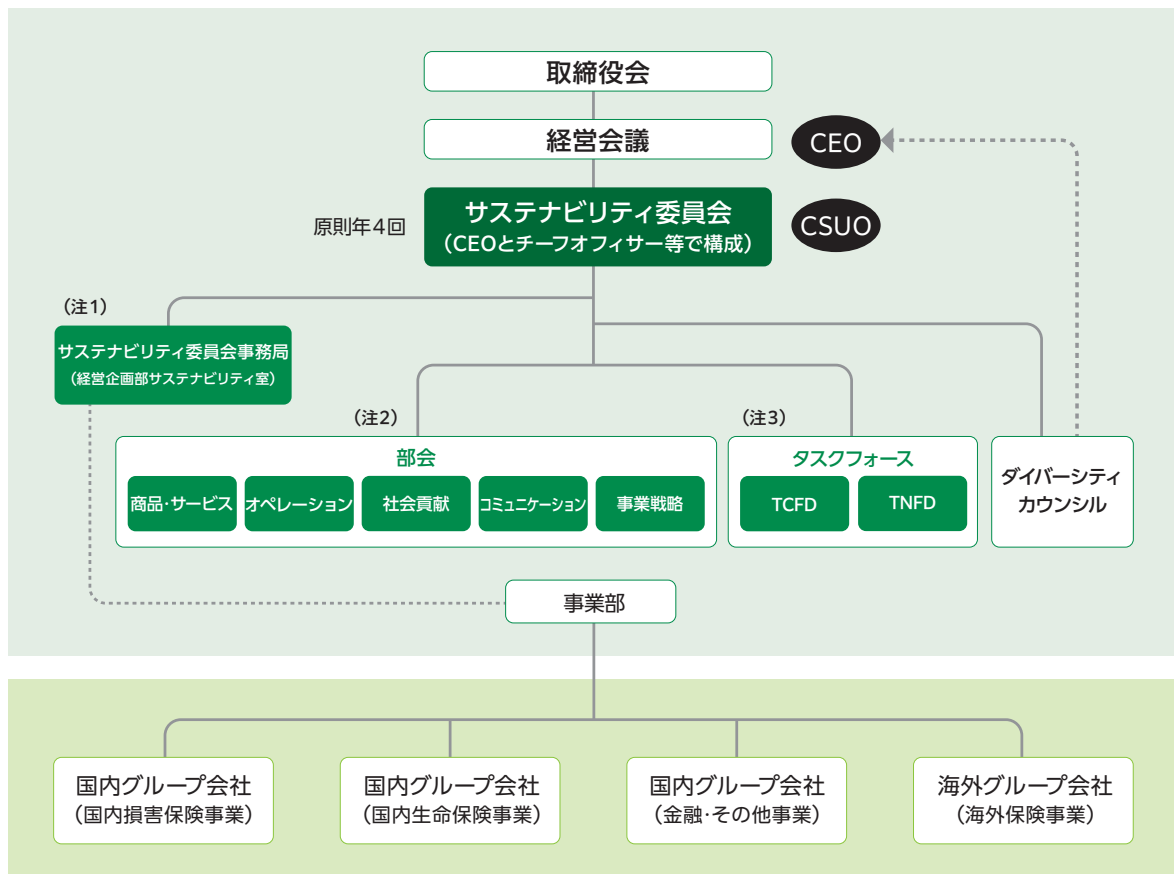 取締役会
経営会議
CEO
原則年4回
サステナビリティ委員会
(CEOとチーフオフィサー等で構成)
CSUO
(注1)
サステナビリティ委員会事務局
(経営企画部サステナビリティ室)
(注2)
部会
商品・サービス
オペレーション
社会貢献
コミュニケーション
事業戦略
(注3)
タスクフォース
TCFD
TNFD
ダイバーシティ
カウンシル
事業部
国内グループ会社
(国内損害保険事業)
国内グループ会社
(国内生命保険事業)
国内グループ会社
(金融・その他事業)
海外グループ会社
(海外保険事業)